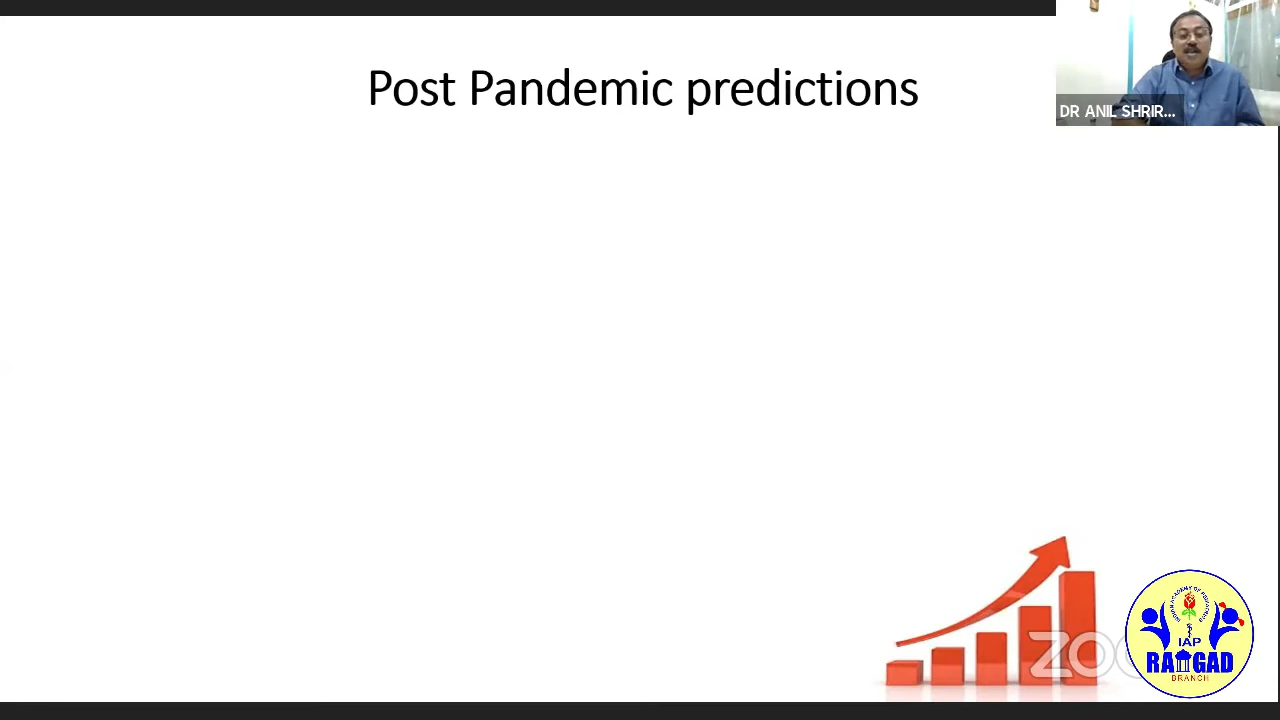 Post Pandemic predictions
DR ANIL SHRIR...
IAP
RAIGAD
BRANCH